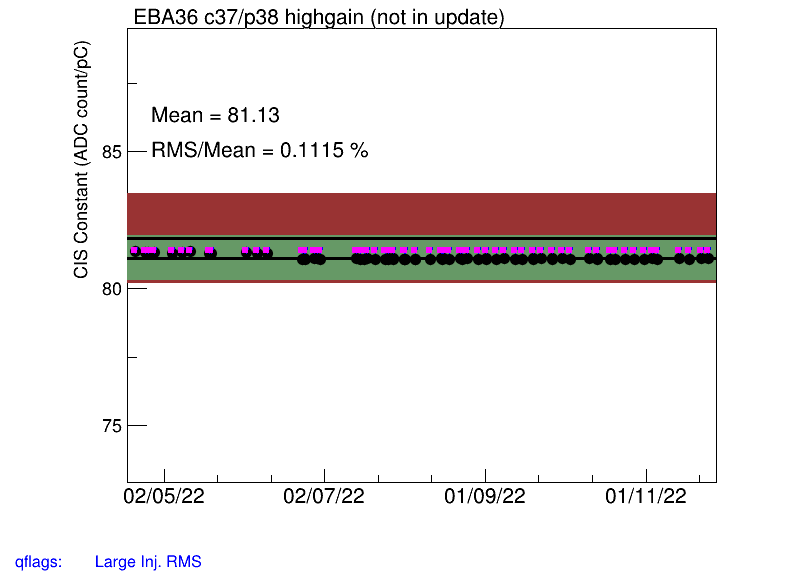 EBA36 c37/p38 highgain (not in update)
CIS Constant (ADC count/pC)
Mean = 81.13
RMS/Mean = 0.1115 %
85
80
75
02/05/22 02/07/22 01/09/22 01/11/22
qflags: Large Inj. RMS